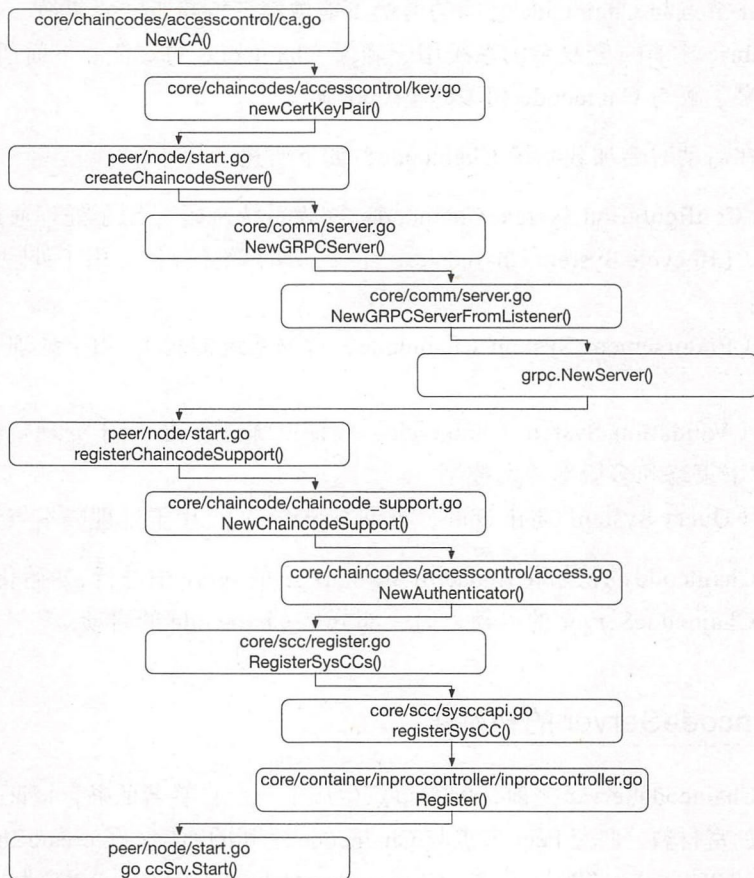 core/chaincodes/accesscontrol/ca.go
NewCA()
core/chaincodes/accesscontrol/key.go
newCertKeyPair()
peer/node/start.go
createChaincodeServer()
core/comm/server.go
NewGRPCServer()
core/comm/server.go
NewGRPCServerFromListener()
grpc.NewServer()
peer/node/start.go
registerChaincodeSupport()
core/chaincode/chaincode_support.go
NewChaincodeSupport()
core/chaincodes/accesscontrol/access.go
NewAuthenticator()
core/scc/register.go
RegisterSysCCs()
core/scc/sysccapi.go
registerSysCC()
core/container/inproccontroller/inproccontroller.go
Register()
peer/node/start.go
go ccSrv.Start()